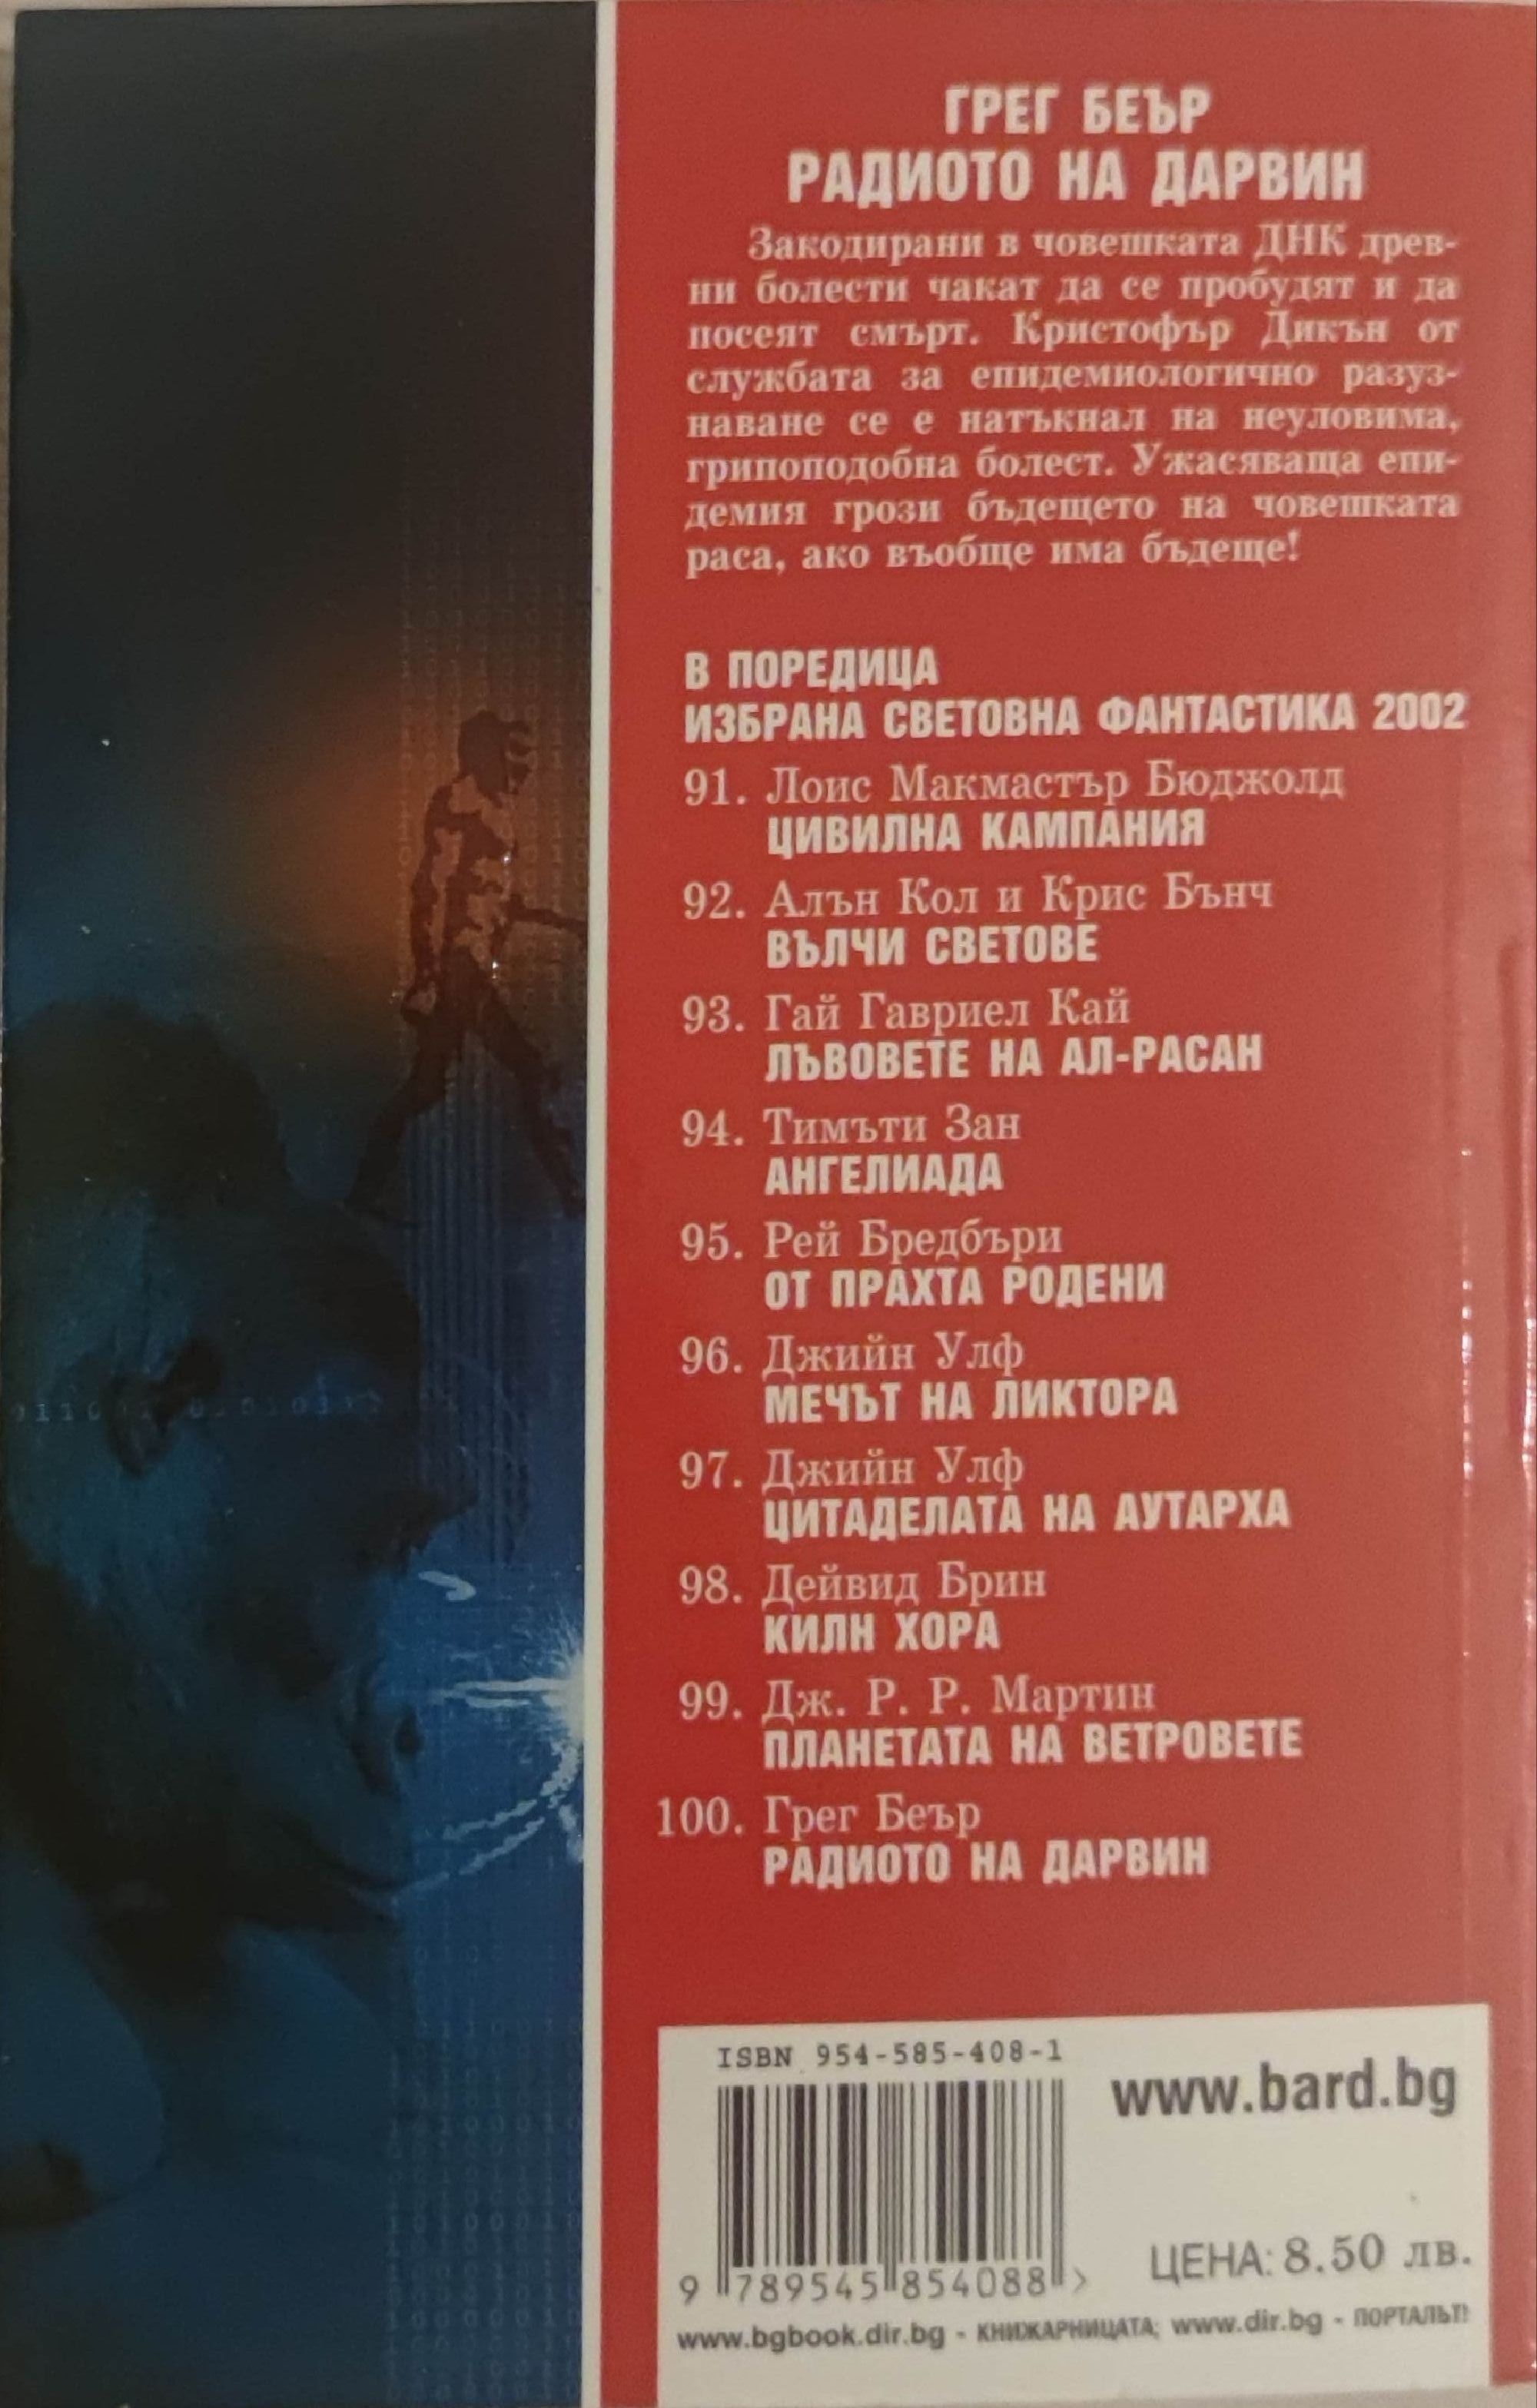 ГРЕГ БЕЪР
РАДИОТО НА ДАРВИН
Закодирани в човешката ДНК древ-
ни болести чакат да се пробудят и да
посеят смърт. Кристофър Дикън от
службата за епидемиологично разуз-
наване се е натъкнал на неуловима,
грипоподобна болест. Ужасяваща епи-
демия грози бъдещето на човешката
раса, ако въобще има бъдеще!
В ПОРЕДИЦА
ИЗБРАНА СВЕТОВНА ФАНТАСТИКА 2002
91. Лоис Макмастър Бюджолд
ЦИВИЛНА КАМПАНИЯ
92. Алън Кол и Крис Бънч
ВЪЛЧИ СВЕТОВЕ
93. Гай Гавриел Кай
ЛЪВОВЕТЕ НА АЛ-РАСАН
94. Тимъти Зан
АНГЕЛИАДА
95. Рей Бредбъри
ОТ ПРАХТА РОДЕНИ
96. Джийн Улф
МЕЧЪТ НА ЛИКТОРА
97. Джийн Улф
ЦИТАДЕЛАТА НА АУТАРХА
98. Дейвид Брин
КИЛН ХОРА
99. Дж. Р. Р. Мартин
ПЛАНЕТАТА НА ВЕТРОВЕТЕ
100. Грег Беър
РАДИОТО НА ДАРВИН
ISBN 954-585-408-1
www.bard.bg
ЦЕНА: 8.50 лв.
9 789545 854088 >
www.bgbook.dir.bg - КНИЖАРНИЦАТА; www.dir.bg - ПОРТАЛЪТ!